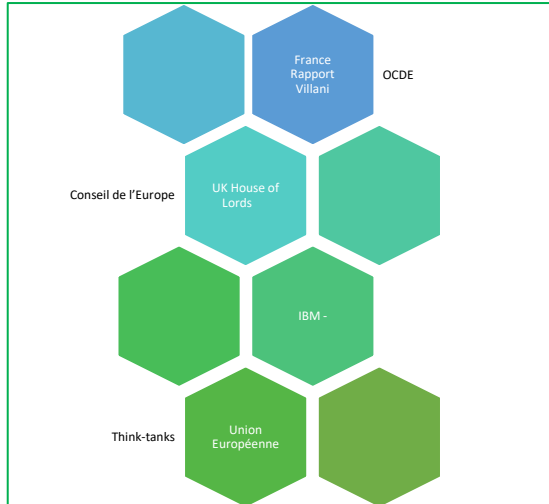 France
Rapport
Villani
OCDE
Conseil de l’Europe
UK House of
Lords
IBM -
Think-tanks
Union
Européenne